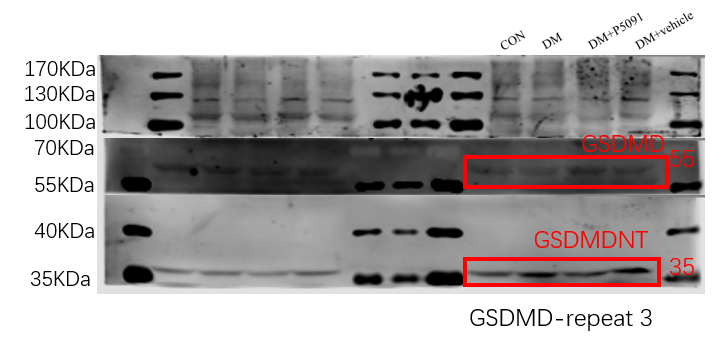 CON DM DM+P5091 DM+vehicle
170KDa
130KDa
100KDa
70KDa
GSDMD 55
55KDa
40KDa
GSDMDNT
35KDa 35
GSDMD-repeat 3